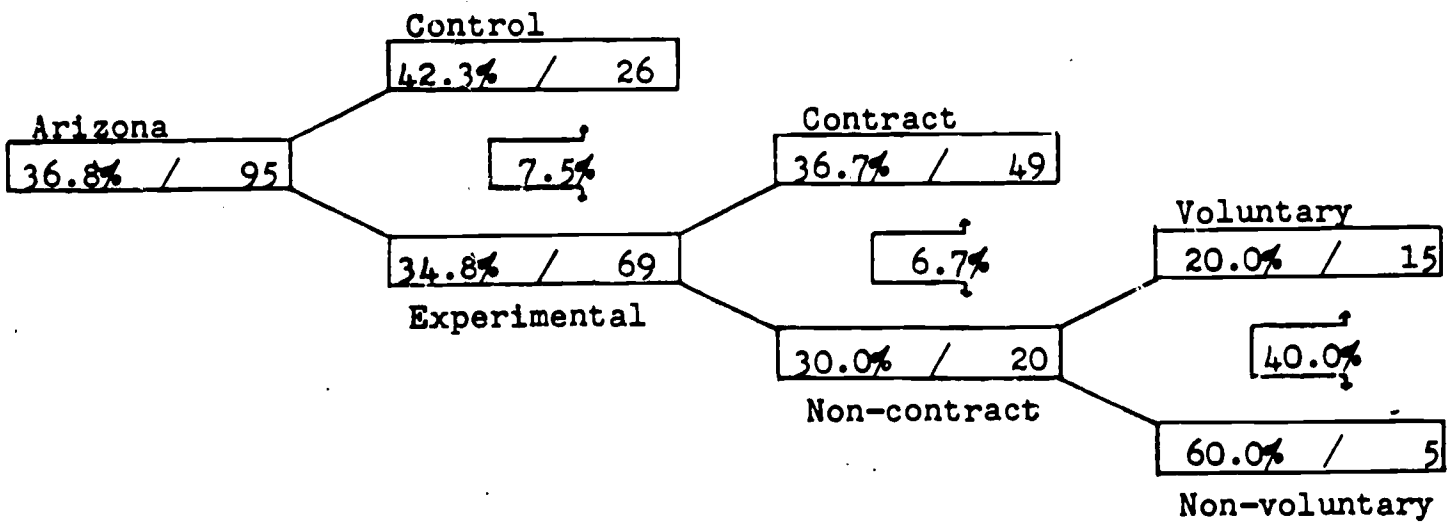 Control
42.3% / 26
Arizona
36.8% / 95
7.5%
Contract
36.7% / 49
34.8% / 69
Experimental
6.7%
Voluntary
20.0% / 15
30.0% / 20
Non-contract
40.0%
60.0% / 5
Non-voluntary